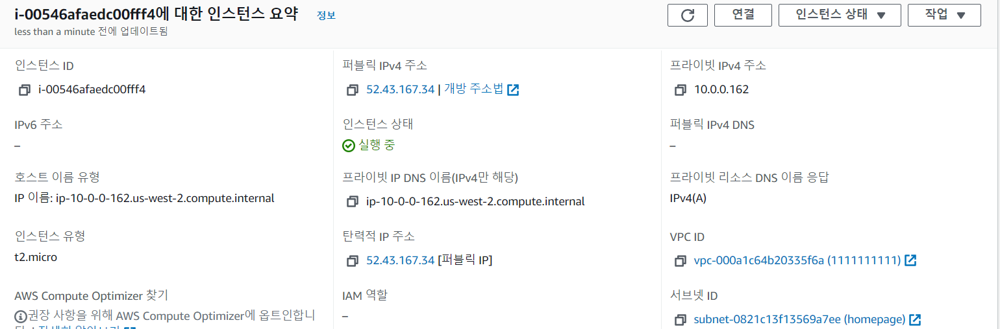 i-00546afaedc00fff4에 대한 인스턴스 요약 정보
less than a minute 전에 업데이트됨
연결
인스턴스 상태
작업
인스턴스 ID
i-00546afaedc00fff4
퍼블릭 IPv4 주소
52.43.167.34 | 개방 주소법
프라이빗 IPv4 주소
10.0.0.162
IPv6 주소
–
인스턴스 상태
실행 중
퍼블릭 IPv4 DNS
–
호스트 이름 유형
IP 이름: ip-10-0-0-162.us-west-2.compute.internal
프라이빗 IP DNS 이름(IPv4만 해당)
ip-10-0-0-162.us-west-2.compute.internal
프라이빗 리소스 DNS 이름 응답
IPv4(A)
인스턴스 유형
t2.micro
탄력적 IP 주소
52.43.167.34 [퍼블릭 IP]
VPC ID
vpc-000a1c64b20335f6a (1111111111)
AWS Compute Optimizer 찾기
권장 사항을 위해 AWS Compute Optimizer에 옵트인합니
IAM 역할
–
서브넷 ID
subnet-0821c13f13569a7ee (homepage)